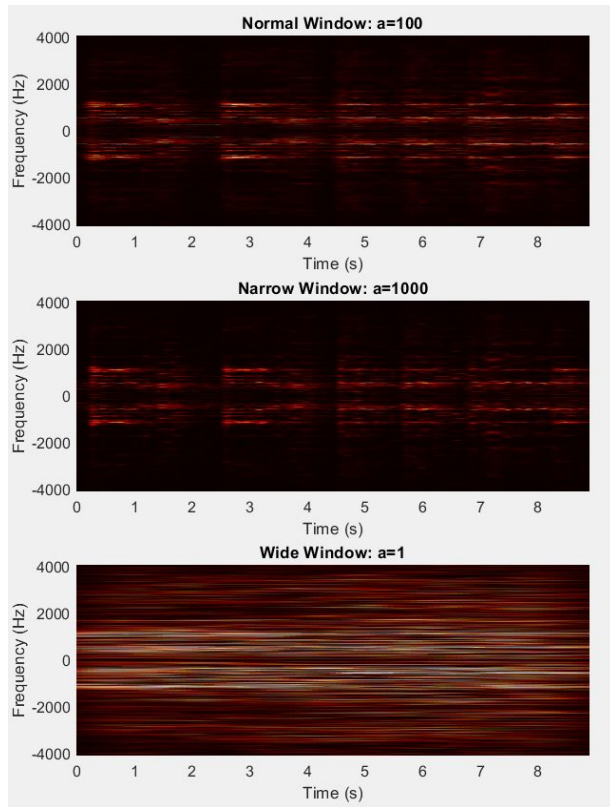 Normal Window: a=100
4000
2000
0
-2000
-4000
Frequency (Hz)
0 1 2 3 4 5 6 7 8
Time (s)
Narrow Window: a=1000
4000
2000
0
-2000
-4000
Frequency (Hz)
0 1 2 3 4 5 6 7 8
Time (s)
Wide Window: a=1
4000
2000
0
-2000
-4000
Frequency (Hz)
0 1 2 3 4 5 6 7 8
Time (s)